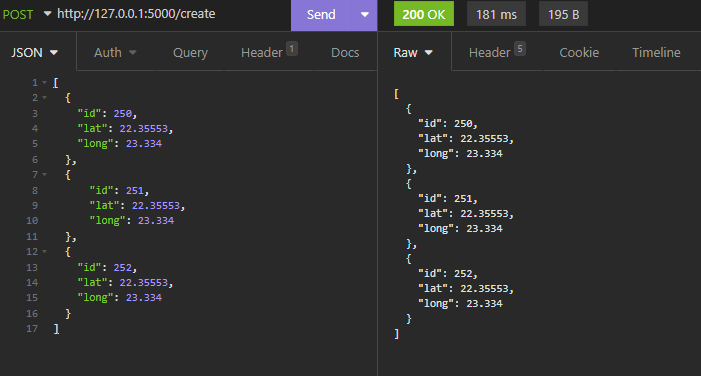 POST http://127.0.0.1:5000/create Send 200 OK 181 ms 195 B
JSON Auth Query Header 1 Docs Raw Header 5 Cookie Timeline
1 [
2 {
3 "id": 250,
4 "lat": 22.35553,
5 "long": 23.334
6 },
7 {
8 "id": 251,
9 "lat": 22.35553,
10 "long": 23.334
11 },
12 {
13 "id": 252,
14 "lat": 22.35553,
15 "long": 23.334
16 }
17 ]
[
{
"id": 250,
"lat": 22.35553,
"long": 23.334
},
{
"id": 251,
"lat": 22.35553,
"long": 23.334
},
{
"id": 252,
"lat": 22.35553,
"long": 23.334
}
]